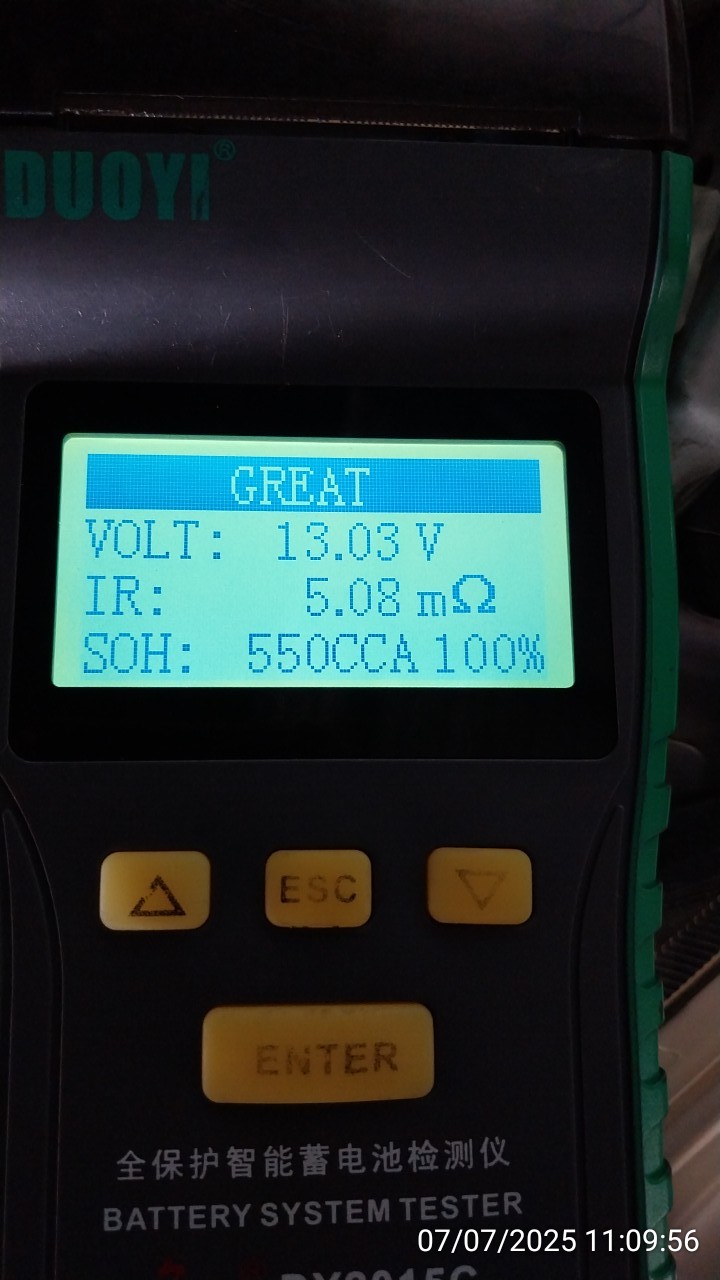 DUOYI®
GREAT
VOLT: 13.03 V
IR: 5.08 mΩ
SOH: 550CCA 100%
ESC
ENTER
全保护智能蓄电池检测仪
BATTERY SYSTEM TESTER
07/07/2025 11:09:56